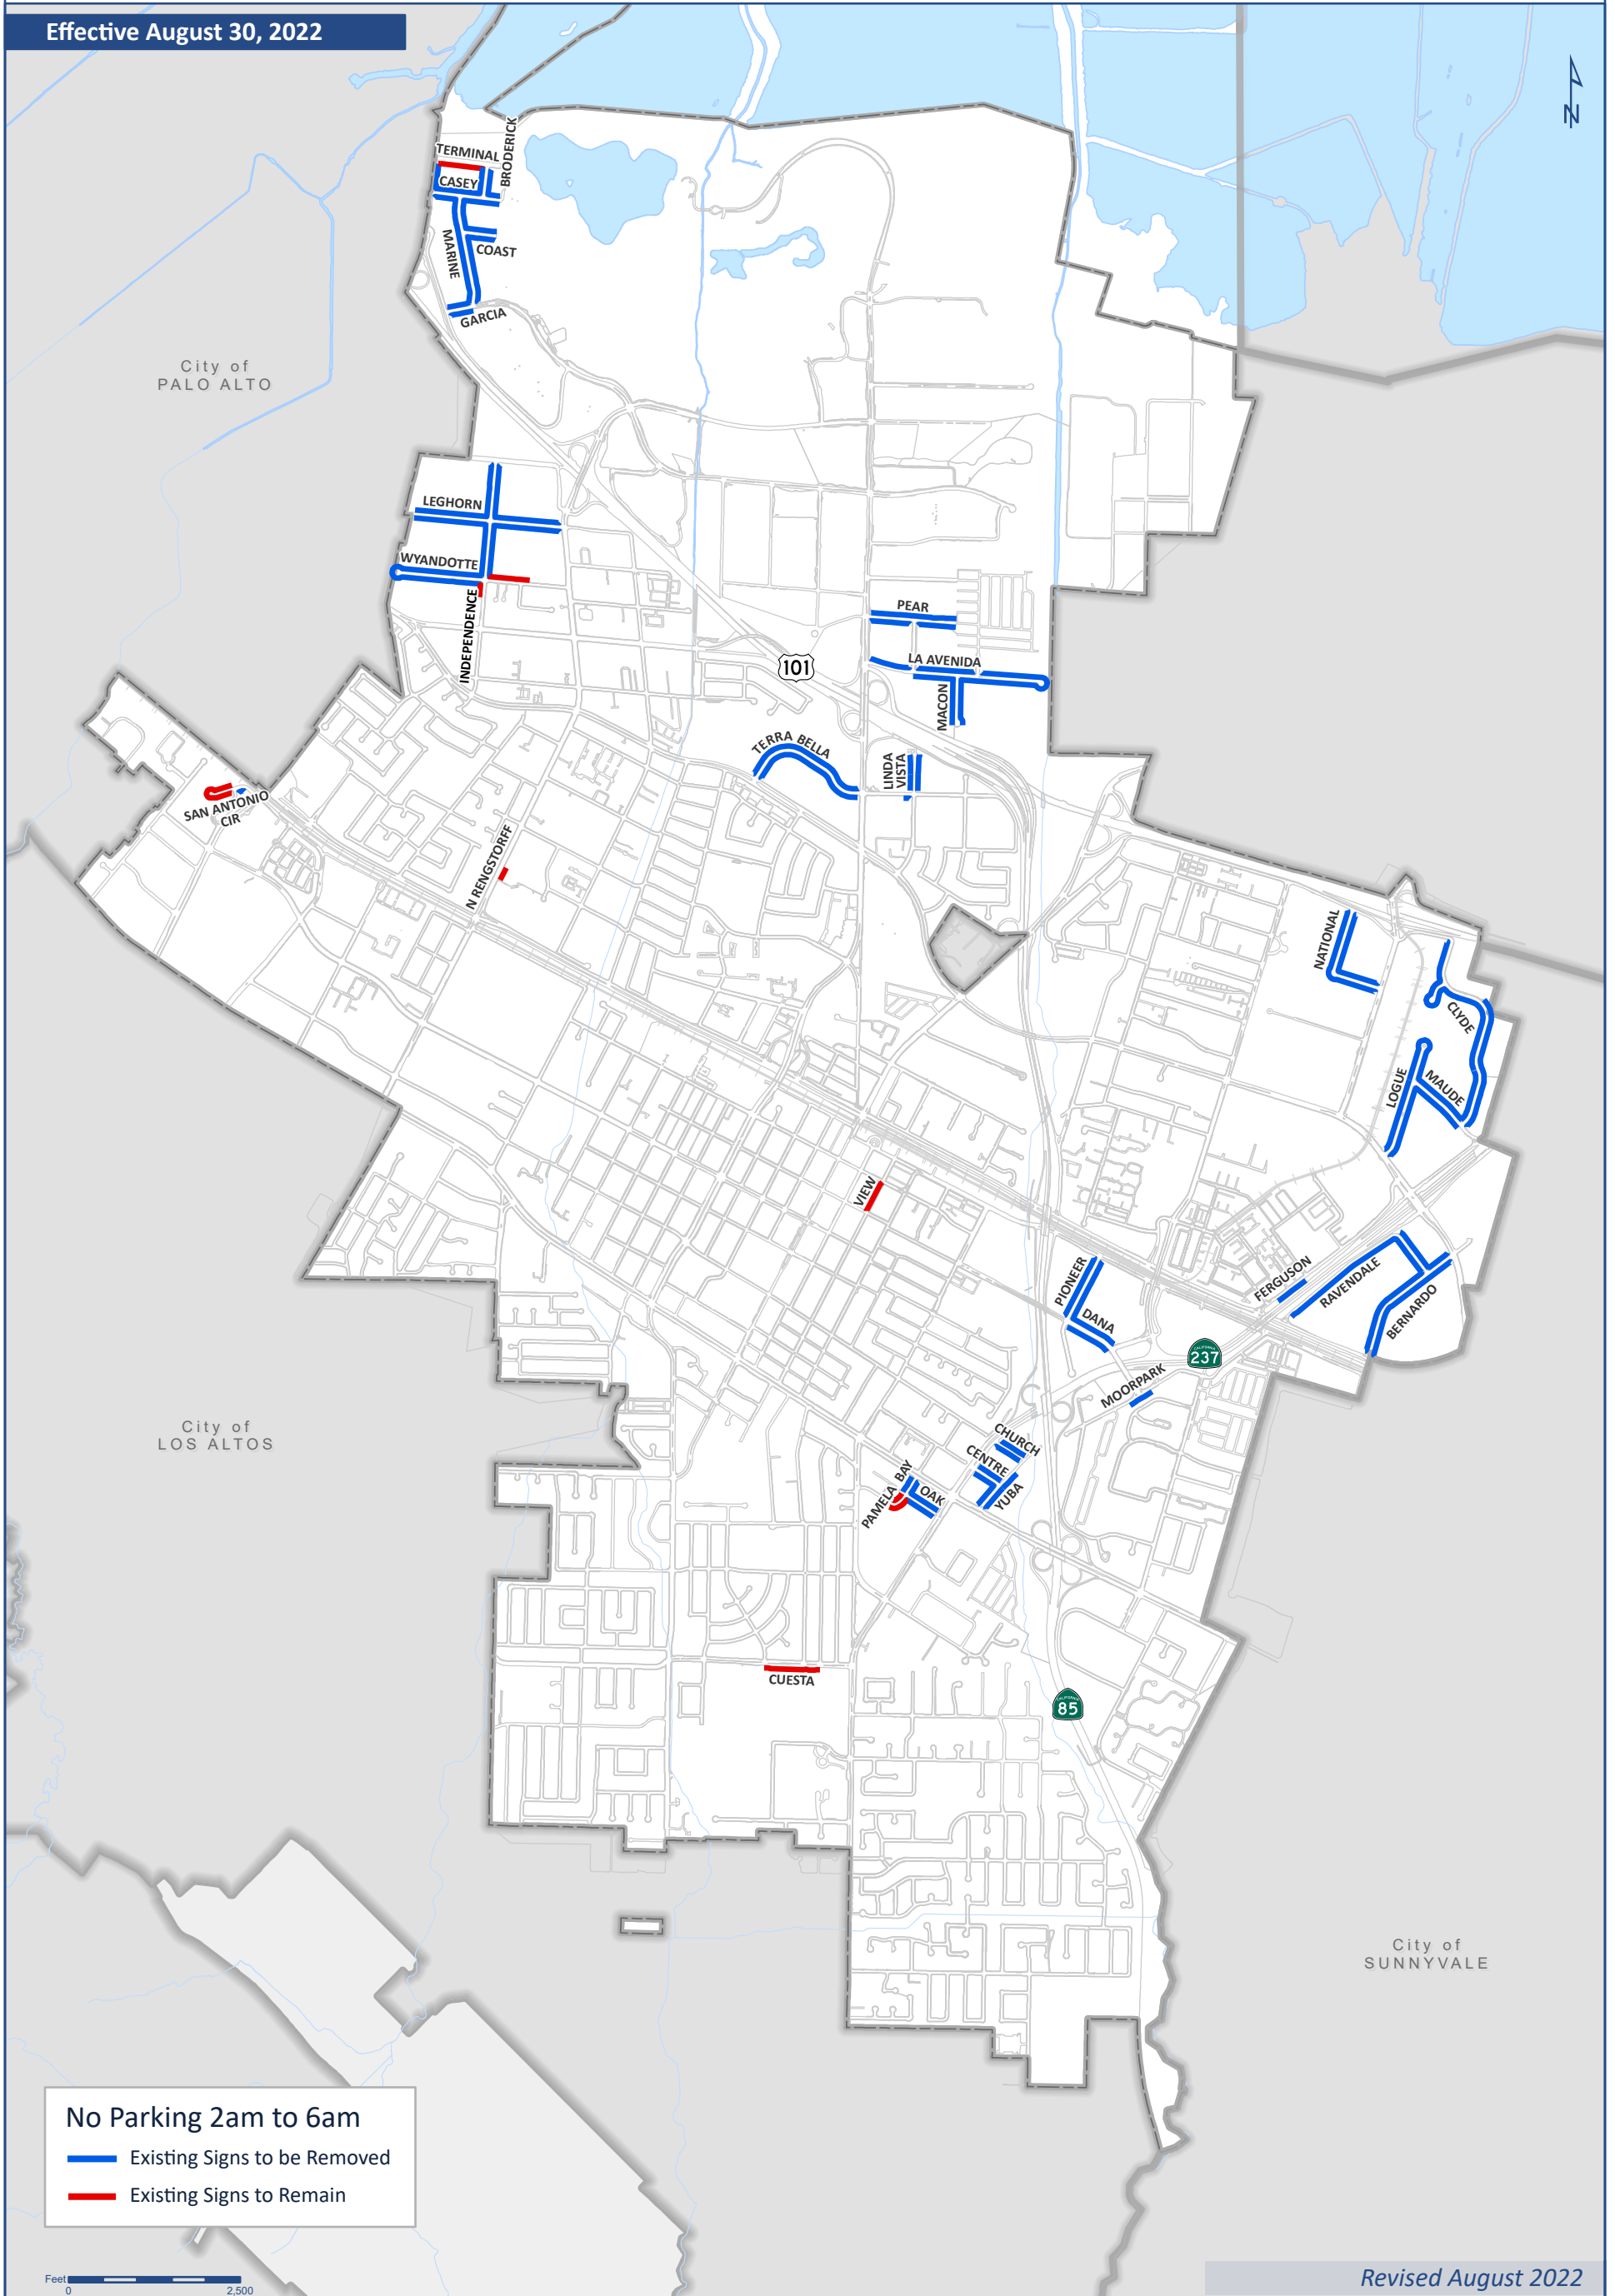 Effective August 30, 2022
N
BRODERICK
TERMINAL
CASEY
MARINE
COAST
GARCIA
City of
PALO ALTO
LEGHORN
WYANDOTTE
INDEPENDENCE
PEAR
LA AVENIDA
101
MACON
TERRA BELLA
LINDA
VISTA
SAN ANTONIO
CIR
N RENGSTORFF
NATIONAL
CLYDE
LOGUE
MAUDE
VIEW
PIONEER
DANA
FERGUSON
RAVENDALE
BERNARDO
CALIFORNIA
237
MOORPARK
City of
LOS ALTOS
CHURCH
CENTRE
YUBA
PAMELA
BAY
OAK
CUESTA
CALIFORNIA
85
City of
SUNNYVALE
No Parking 2am to 6am
Existing Signs to be Removed
Existing Signs to Remain
Feet
0
2,500
Revised August 2022